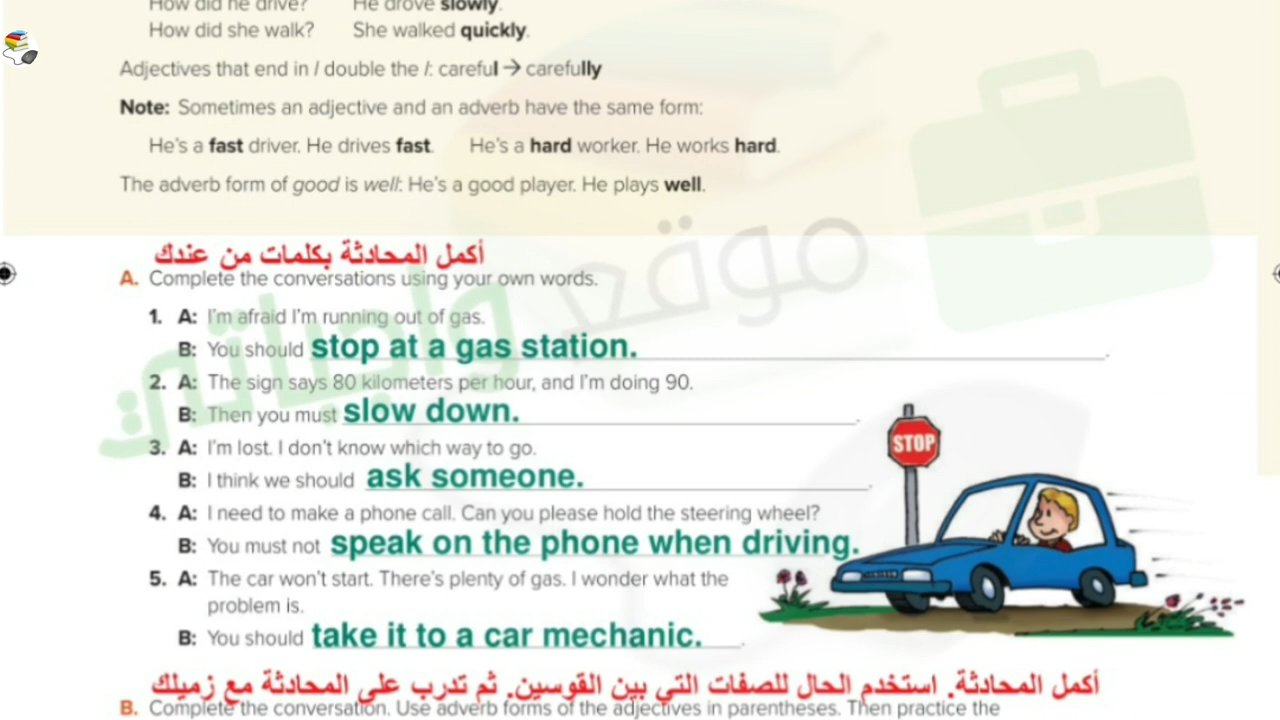 How did he drive? He drove slowly.
How did she walk? She walked quickly.
Adjectives that end in l double the l: careful → carefully
Note: Sometimes an adjective and an adverb have the same form:
He's a fast driver. He drives fast. He's a hard worker. He works hard.
The adverb form of good is well: He's a good player. He plays well.
أكمل المحادثة بكلمات من عندك
A. Complete the conversations using your own words.
1. A: I'm afraid I'm running out of gas.
B: You should stop at a gas station.
2. A: The sign says 80 kilometers per hour, and I'm doing 90.
B: Then you must slow down.
3. A: I'm lost. I don't know which way to go.
B: I think we should ask someone.
4. A: I need to make a phone call. Can you please hold the steering wheel?
B: You must not speak on the phone when driving.
5. A: The car won't start. There's plenty of gas. I wonder what the
problem is.
B: You should take it to a car mechanic.
STOP
موقع
واجباتي
أكمل المحادثة. استخدم الحال للصفات التي بين القوسين. ثم تدرب على المحادثة مع زميلك
B. Complete the conversation. Use adverb forms of the adjectives in parentheses. Then practice the